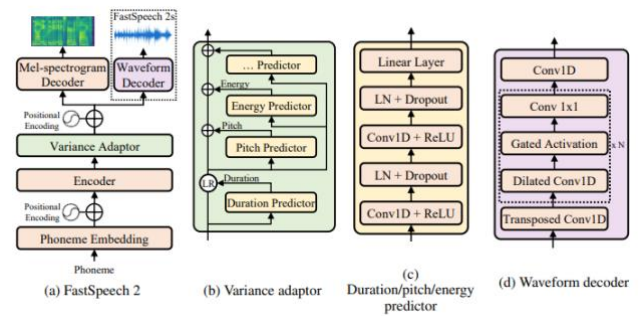 FastSpeech 2s
Mel-spectrogram
Decoder
Waveform
Decoder
Positional
Encoding
Variance Adaptor
Encoder
Positional
Encoding
Phoneme Embedding
Phoneme
(a) FastSpeech 2
... Predictor
Energy
Energy Predictor
Pitch
Pitch Predictor
LR
Duration
Duration Predictor
(b) Variance adaptor
Linear Layer
LN + Dropout
Conv1D + ReLU
LN + Dropout
Conv1D + ReLU
(c)
Duration/pitch/energy
predictor
Conv1D
Conv 1x1
Gated Activation
x N
Dilated Conv1D
Transposed Conv1D
(d) Waveform decoder